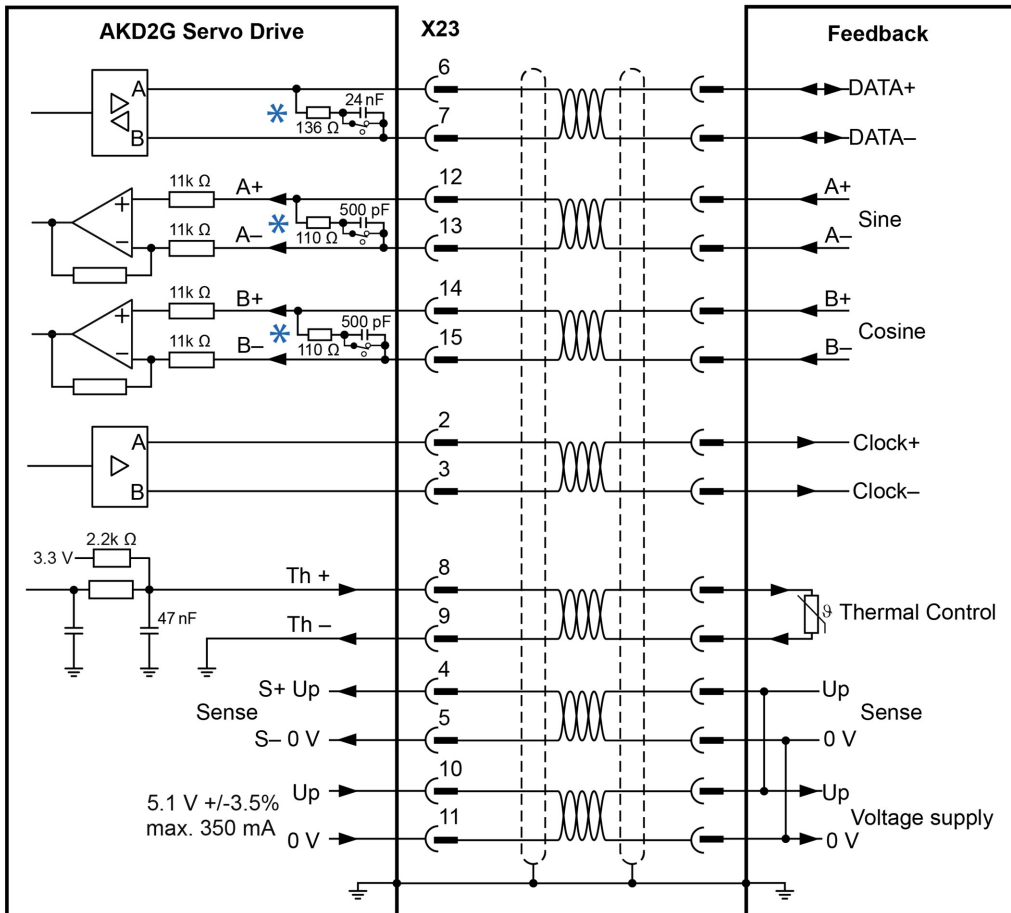 AKD2G Servo Drive X23 Feedback
A 6 DATA+
* 136 Ω 24 nF
B 7 DATA–
11k Ω A+ 12 A+
+ * 110 Ω 500 pF Sine
– 11k Ω A– 13 A–
11k Ω B+ 14 B+
+ * 110 Ω 500 pF Cosine
– 11k Ω B– 15 B–
A 2 Clock+
B 3 Clock–
2.2k Ω
3.3 V
Th + 8
47 nF ϑ Thermal Control
Th – 9
S+ Up 4 Up
Sense Sense
S– 0 V 5 0 V
Up 10 Up
5.1 V +/-3.5%
max. 350 mA Voltage supply
0 V 11 0 V